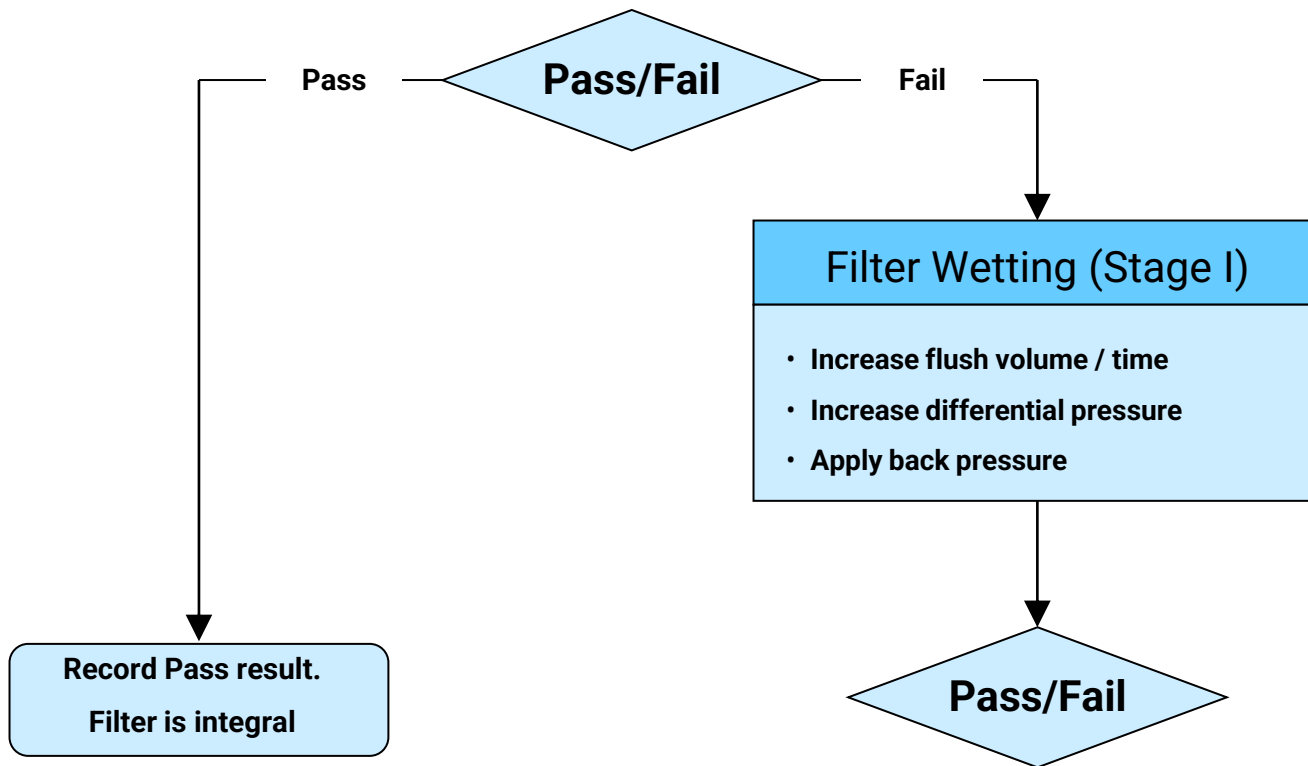 Pass
Pass/Fail
Fail
Filter Wetting (Stage I)
· Increase flush volume / time
· Increase differential pressure
· Apply back pressure
Record Pass result.
Filter is integral
Pass/Fail